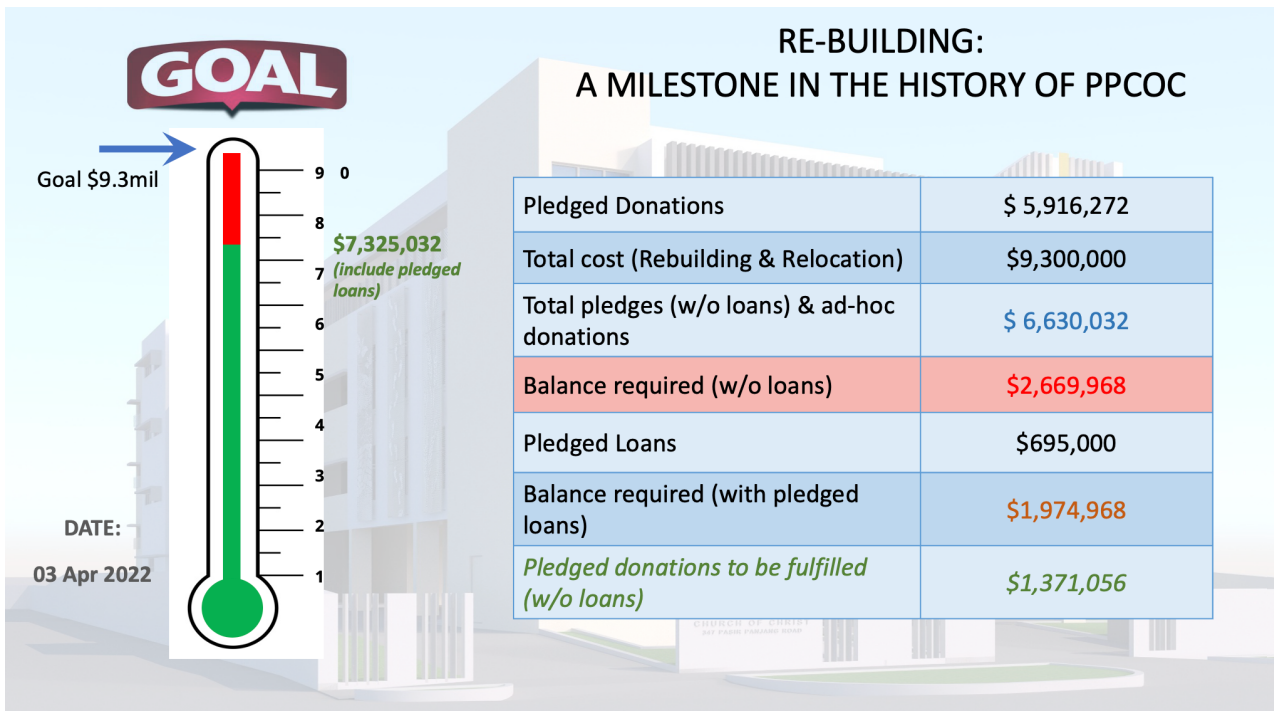 GOAL
RE-BUILDING:
A MILESTONE IN THE HISTORY OF PPCOC
Goal $9.3mil
9 0
8
$7,325,032
(include pledged
loans)
7
6
5
4
3
2
1
DATE:
03 Apr 2022
Pledged Donations $ 5,916,272
Total cost (Rebuilding & Relocation) $9,300,000
Total pledges (w/o loans) & ad-hoc
donations $ 6,630,032
Balance required (w/o loans) $2,669,968
Pledged Loans $695,000
Balance required (with pledged
loans) $1,974,968
Pledged donations to be fulfilled
(w/o loans) $1,371,056
CHURCH OF CHRIST